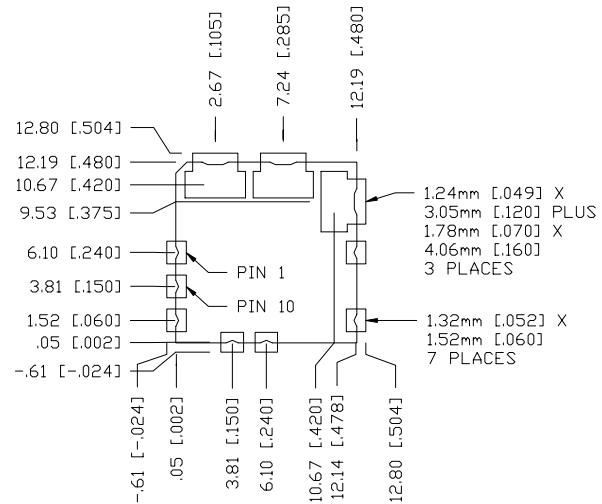 2.67 [.105]
7.24 [.285]
12.19 [.480]
12.80 [.504]
12.19 [.480]
10.67 [.420]
9.53 [.375]
6.10 [.240]
3.81 [.150]
1.52 [.060]
.05 [.002]
-.61 [-.024]
PIN 1
PIN 10
1.24mm [.049] X
3.05mm [.120] PLUS
1.78mm [.070] X
4.06mm [.160]
3 PLACES
1.32mm [.052] X
1.52mm [.060]
7 PLACES
-.61 [-.024]
.05 [.002]
3.81 [.150]
6.10 [.240]
10.67 [.420]
12.14 [.478]
12.80 [.504]